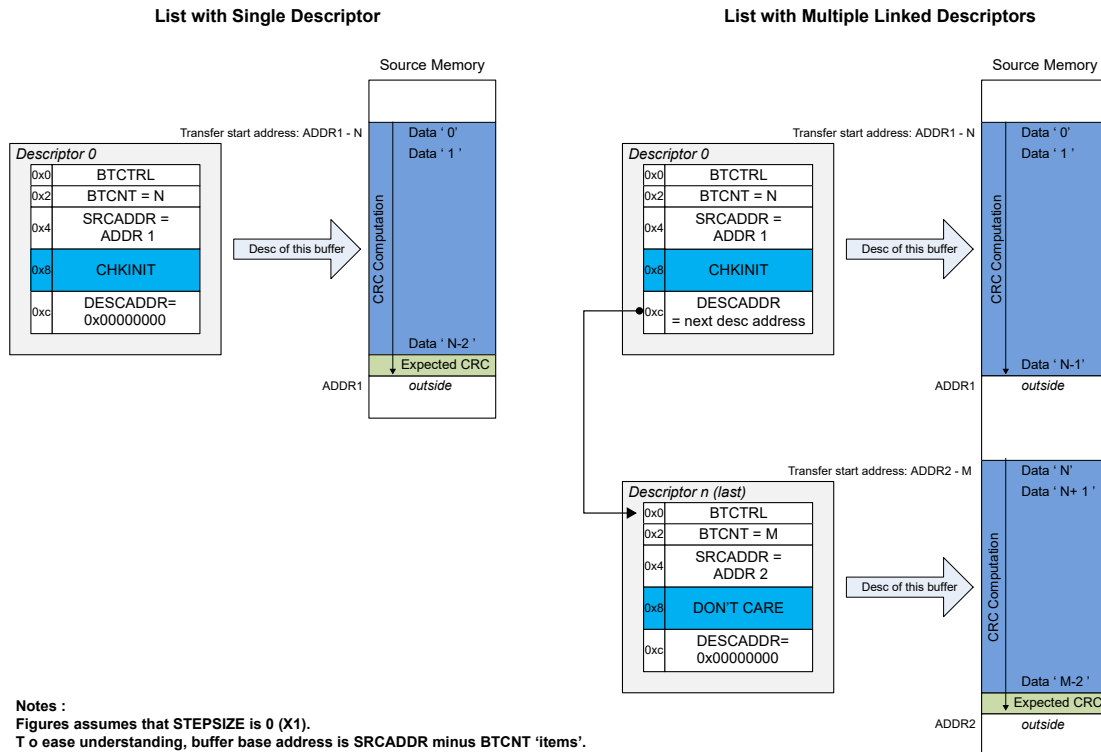 List with Single Descriptor
Source Memory
Transfer start address: ADDR1 - N
Data ‘ 0’
Data ‘ 1 ’
Descriptor 0
0x0 BTCTRL
0x2 BTCNT = N
0x4 SRCADDR =
ADDR 1
0x8 CHKINIT
0xc DESCADDR=
0x00000000
Desc of this buffer
CRC Computation
Data ‘ N-2 ’
Expected CRC
ADDR1
outside
List with Multiple Linked Descriptors
Source Memory
Transfer start address: ADDR1 - N
Data ‘ 0’
Data ‘ 1 ’
Descriptor 0
0x0 BTCTRL
0x2 BTCNT = N
0x4 SRCADDR =
ADDR 1
0x8 CHKINIT
0xc DESCADDR
= next desc address
Desc of this buffer
CRC Computation
Data ‘ N-1’
ADDR1
outside
Transfer start address: ADDR2 - M
Data ‘ N’
Data ‘ N+ 1 ’
Descriptor n (last)
0x0 BTCTRL
0x2 BTCNT = M
0x4 SRCADDR =
ADDR 2
0x8 DON’T CARE
0xc DESCADDR=
0x00000000
Desc of this buffer
CRC Computation
Data ‘ M-2 ’
Expected CRC
ADDR2
outside
Notes :
Figures assumes that STEPSIZE is 0 (X1).
T o ease understanding, buffer base address is SRCADDR minus BTCNT ‘items’.